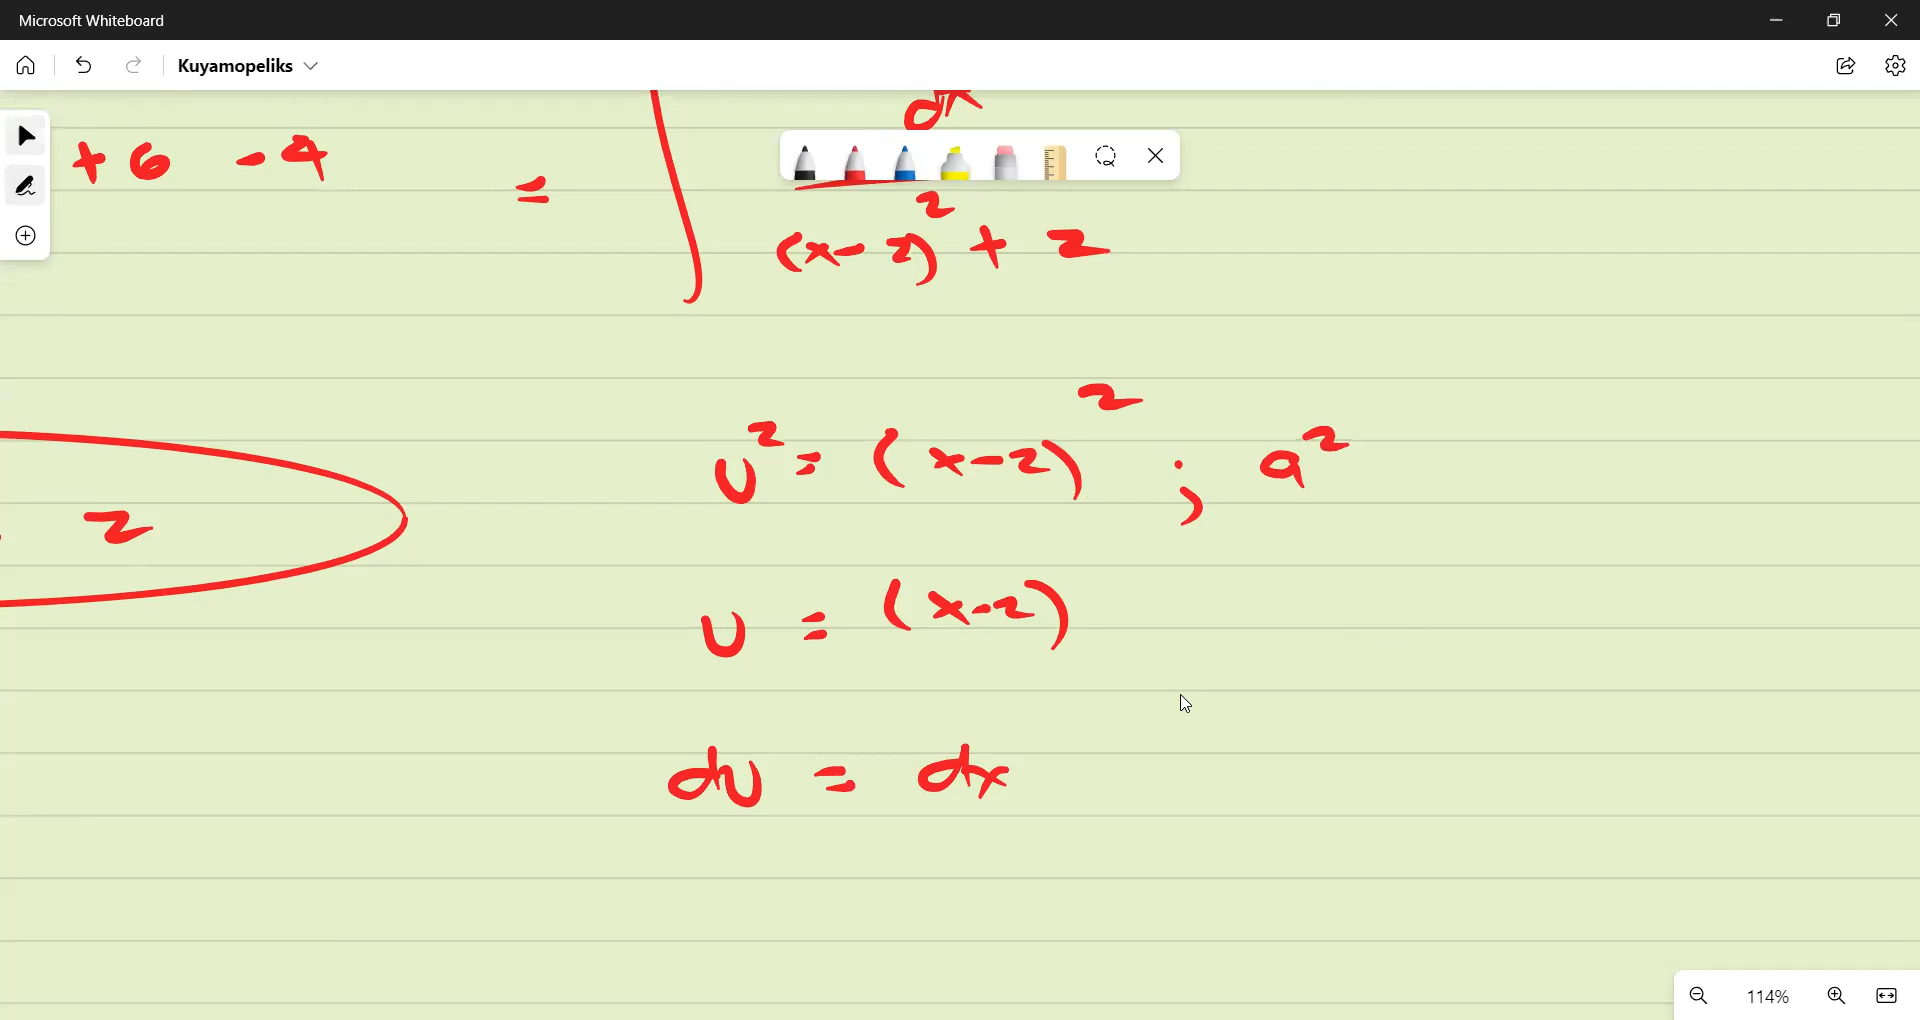 Microsoft Whiteboard
Kuyamopeliks
dx
+ 6 - 4 = ∫
(x-2)² + 2
u² = (x-2)² ; a²
2
u = (x-2)
du = dx
114%